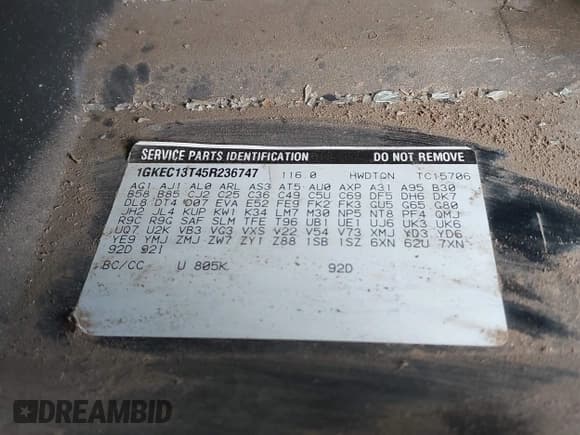 SERVICE PARTS IDENTIFICATION DO NOT REMOVE
1GKEC13T45R236747 116.0 HWDTGN TC15706
AG1 AJ1 AL0 ARL AS3 AT5 AU0 AXP A31 A95 B30
B58 B85 CJ2 C25 C36 C49 C5U C69 DF5 DH6 DK7
DL8 DT4 D07 EVA E52 FE9 FK2 FK3 GU5 G65 G80
JH2 JL4 KUP KW1 K34 LM7 M30 NP5 NT8 PF4 QMJ
R9C R9G SAF SLM TFE T96 UB1 UE1 UJ6 UK3 UK6
UQ7 U2K VB3 VG3 VXS V22 V54 V73 XMJ YD3 YD6
YE9 YMJ ZMJ ZW7 ZY1 Z88 1SB 1SZ 6XN 62U 7XN
92D 92I
BC/CC U 805K 92D
DREAMBID